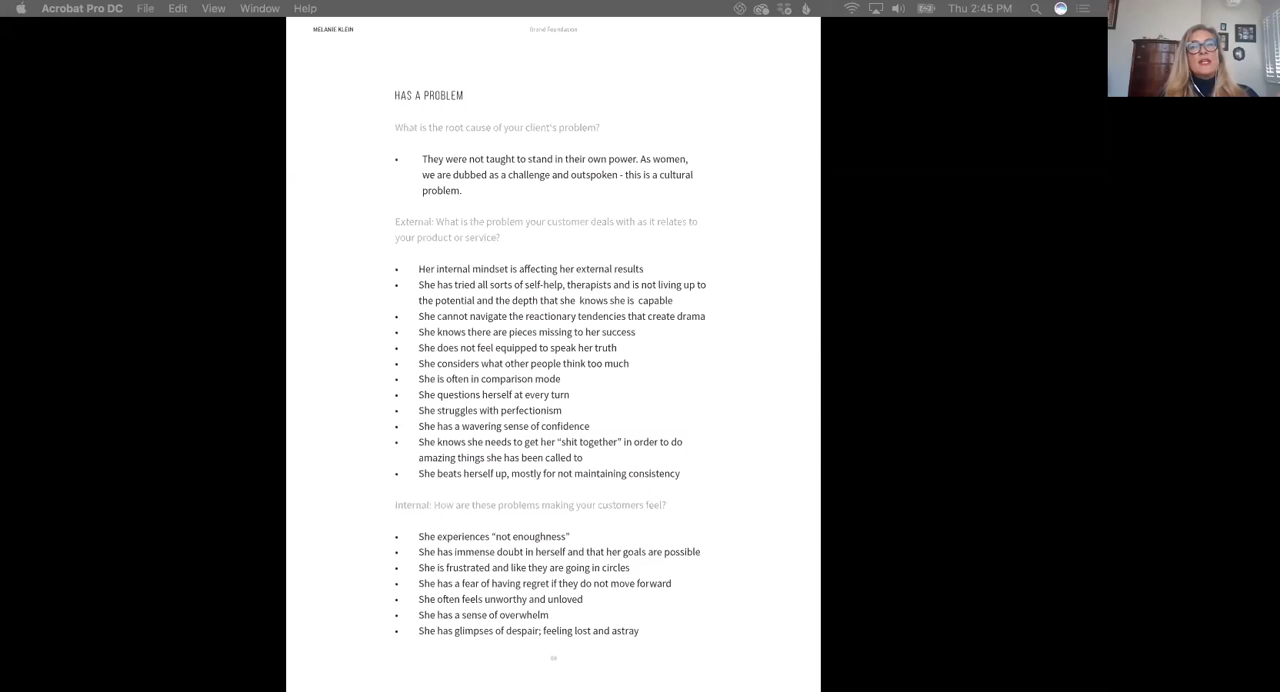 Acrobat Pro DC File Edit View Window Help Thu 2:45 PM
MELANIE KLEIN
Brand Foundation
HAS A PROBLEM
What is the root cause of your client's problem?
• They were not taught to stand in their own power. As women,
we are dubbed as a challenge and outspoken - this is a cultural
problem.
External: What is the problem your customer deals with as it relates to
your product or service?
• Her internal mindset is affecting her external results
• She has tried all sorts of self-help, therapists and is not living up to
the potential and the depth that she knows she is capable
• She cannot navigate the reactionary tendencies that create drama
• She knows there are pieces missing to her success
• She does not feel equipped to speak her truth
• She considers what other people think too much
• She is often in comparison mode
• She questions herself at every turn
• She struggles with perfectionism
• She has a wavering sense of confidence
• She knows she needs to get her “shit together” in order to do
amazing things she has been called to
• She beats herself up, mostly for not maintaining consistency
Internal: How are these problems making your customers feel?
• She experiences “not enoughness”
• She has immense doubt in herself and that her goals are possible
• She is frustrated and like they are going in circles
• She has a fear of having regret if they do not move forward
• She often feels unworthy and unloved
• She has a sense of overwhelm
• She has glimpses of despair; feeling lost and astray